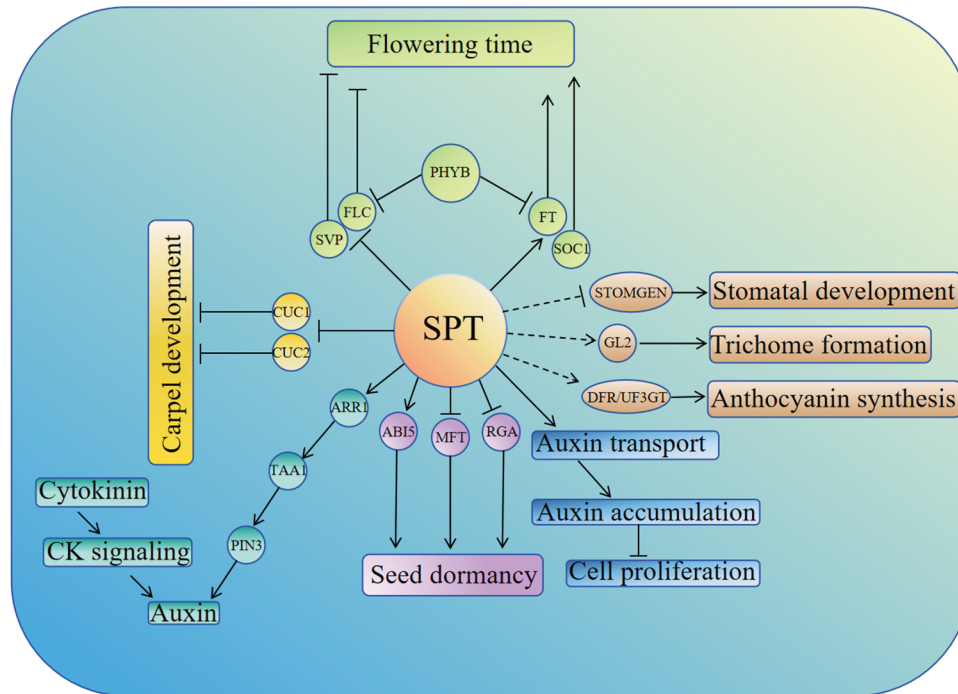 Flowering time
PHYB
FLC
FT
SVP
SOC1
STOMGEN
Stomatal development
Carpel development
CUC1
SPT
GL2
Trichome formation
CUC2
DFR/UF3GT
Anthocyanin synthesis
ARR1
ABI5
MFT
RGA
Auxin transport
TAA1
Cytokinin
Auxin accumulation
PIN3
CK signaling
Seed dormancy
Cell proliferation
Auxin